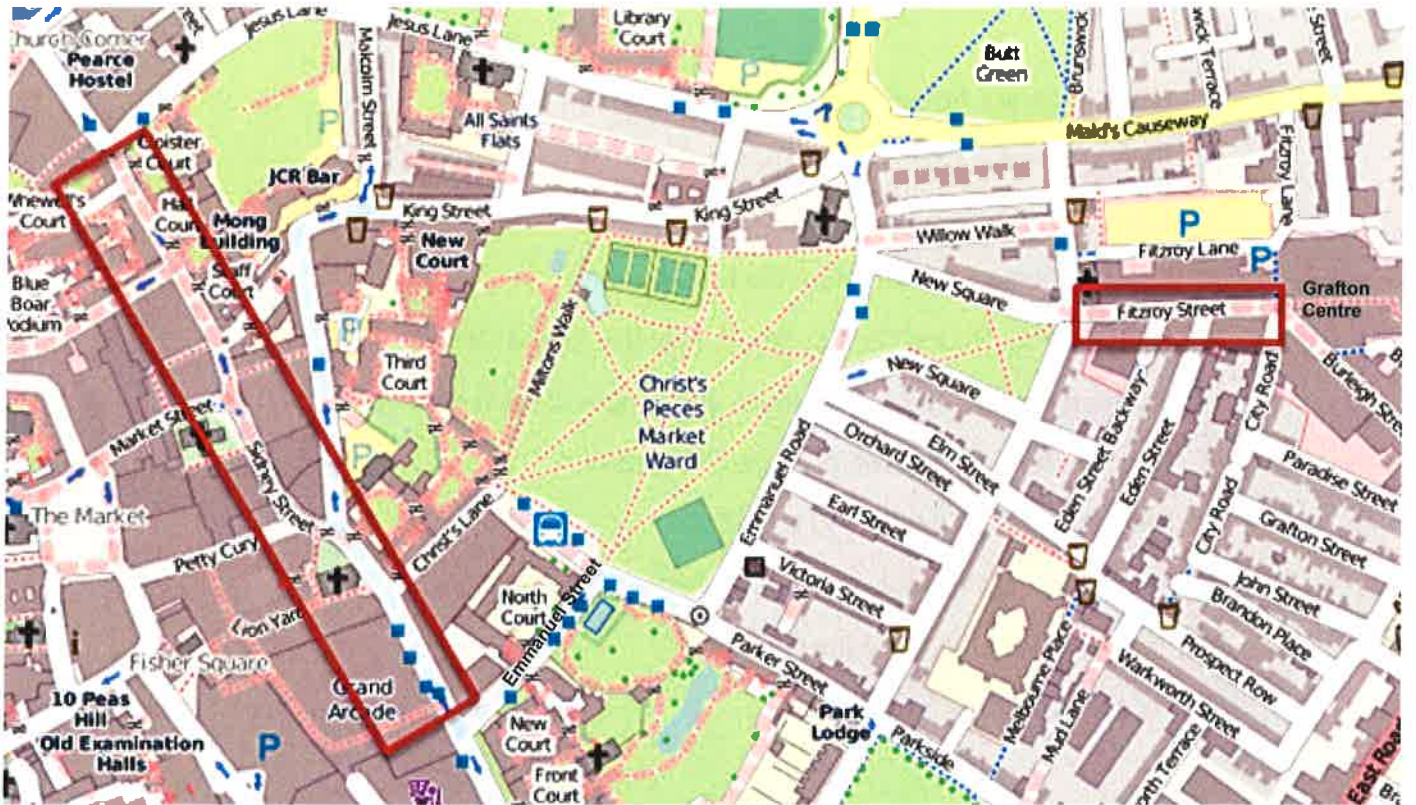 Church Corner
Pearce
Hostel
Jesus Lane
Malcolm Street
Jesus Lane
Library
Court
P
Butt
Green
Brunswick
Street
Cloister
Court
P
All Saints
Flats
Maid's Causeway
Fitzroy Lane
Whewell's
Court
Hall
Court
JCR Bar
Mong
Building
King Street
New
Court
King Street
Willow Walk
P
Fitzroy Lane
P
Staff
Court
Blue
Boar
Podium
P
Third
Court
Miltons Walk
Christ's
Pieces
Market
Ward
New Square
New Square
Fitzroy Street
Grafton
Centre
Burleigh Stre
Market Street
Sidney Street
P
Emmanuel Road
Orchard Street
Elm Street
Eden Street Backway
Eden Street
City Road
Paradise Street
The Market
Petty Cury
Christ's Lane
Earl Street
City Road
Grafton Street
Lion Yard
North
Court
Emmanuel Street
Victoria Street
John Street
Brandon Place
Fisher Square
Parker Street
Melbourne Place
Mud Lane
Prospect Row
Warkworth Street
10 Peas
Hill
Grand
Arcade
Old Examination
Halls
P
New
Court
Front
Court
Park
Lodge
Parkside
orth Terrace
East Road